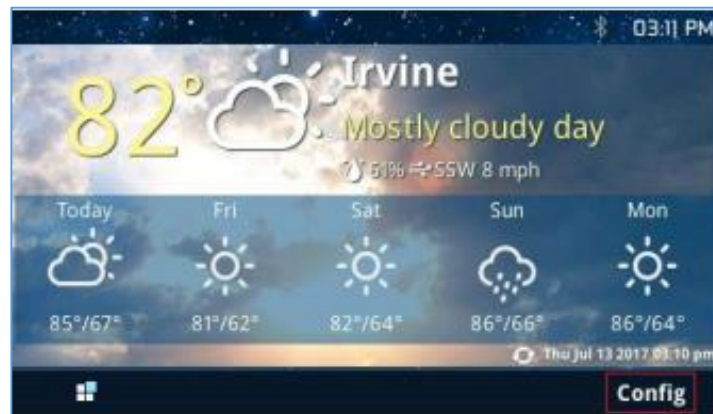 03:11 PM
82°
Irvine
Mostly cloudy day
51% SSW 8 mph
Today Fri Sat Sun Mon
85°/67° 81°/62° 82°/64° 86°/66° 86°/64°
Thu Jul 13 2017 03:10 pm
Config